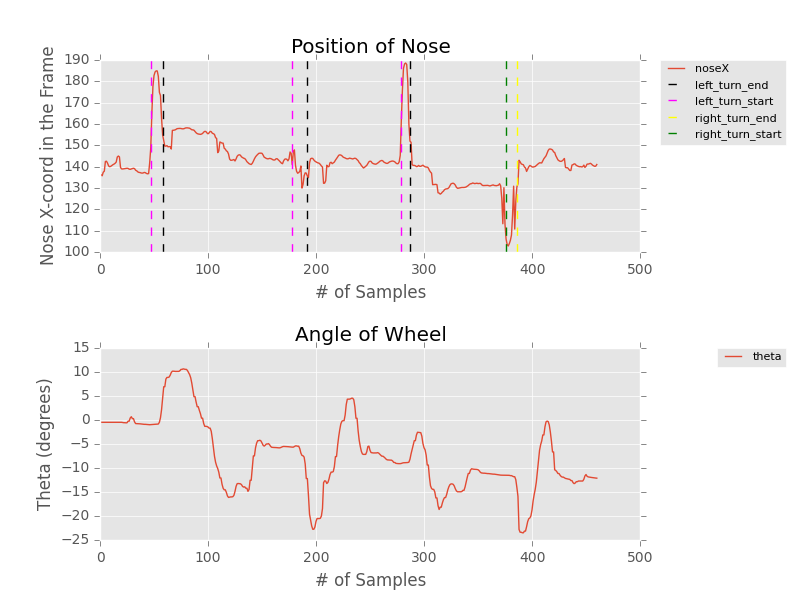 Position of Nose
Nose X-coord in the Frame
190
180
170
160
150
140
130
120
110
100
0
100
200
300
400
500
# of Samples
noseX
left_turn_end
left_turn_start
right_turn_end
right_turn_start
Angle of Wheel
Theta (degrees)
15
10
5
0
−5
−10
−15
−20
−25
0
100
200
300
400
500
# of Samples
theta